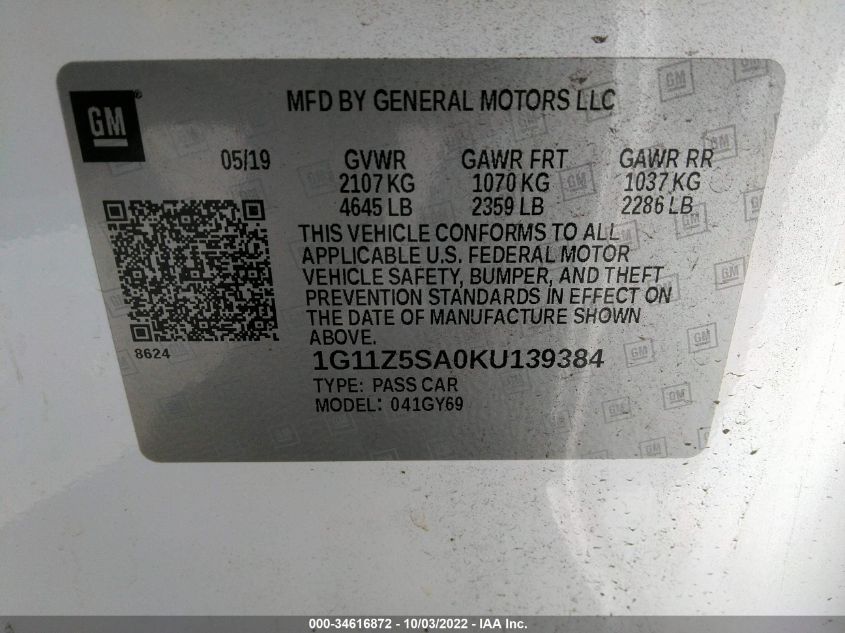 GM®
MFD BY GENERAL MOTORS LLC
05/19 GVWR GAWR FRT GAWR RR
2107 KG 1070 KG 1037 KG
4645 LB 2359 LB 2286 LB
THIS VEHICLE CONFORMS TO ALL
APPLICABLE U.S. FEDERAL MOTOR
VEHICLE SAFETY, BUMPER, AND THEFT
PREVENTION STANDARDS IN EFFECT ON
THE DATE OF MANUFACTURE SHOWN
ABOVE.
8624
1G11Z5SA0KU139384
TYPE: PASS CAR
MODEL: 041GY69
000-34616872 - 10/03/2022 - IAA Inc.